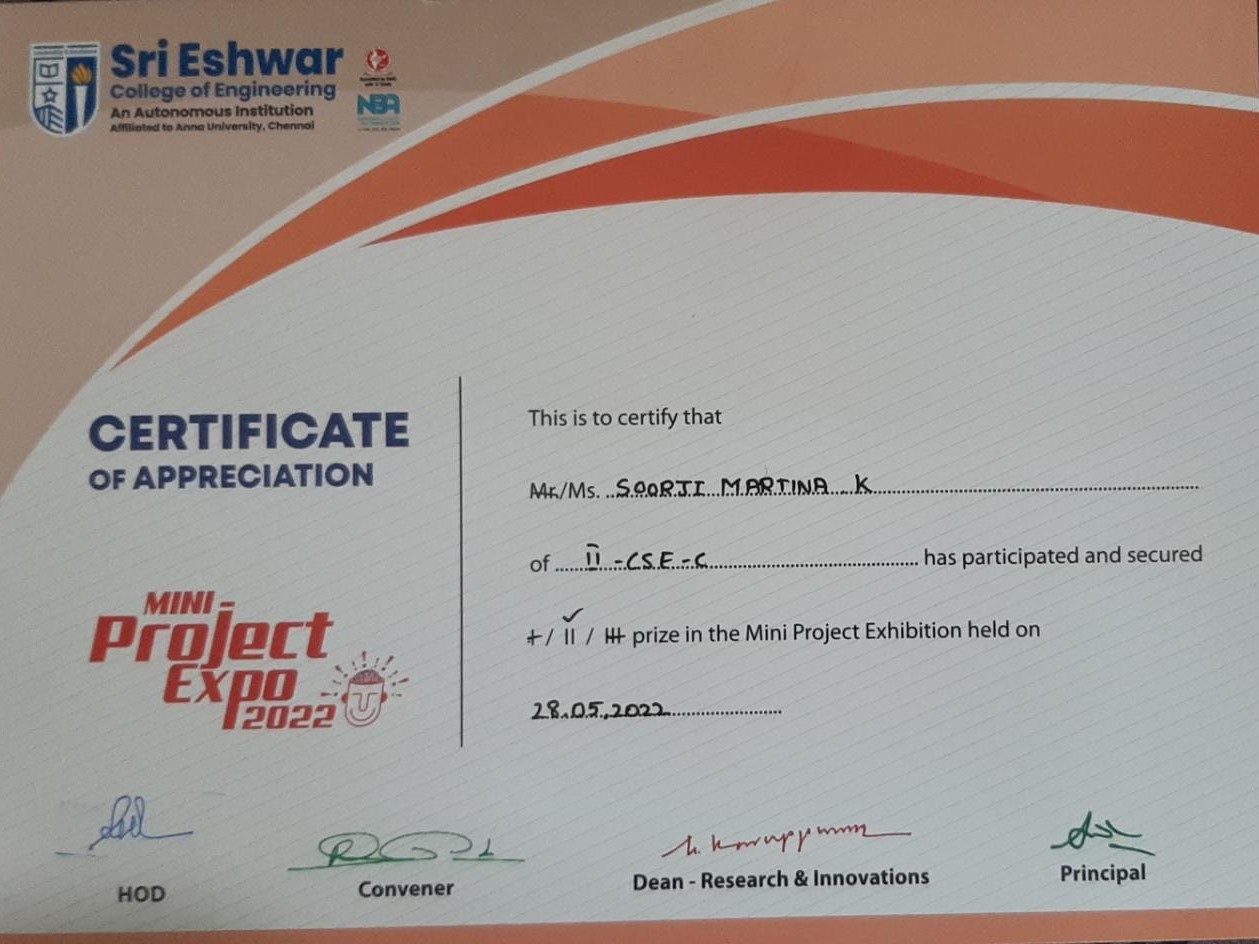 Sri Eshwar
College of Engineering
An Autonomous Institution
Affiliated to Anna University, Chennai
NBA
CERTIFICATE
OF APPRECIATION
MINI -
Project
Expo
2022
This is to certify that
Mr./Ms. SOORJI MARTINA K
of II -CSE-C has participated and secured
I / II / III prize in the Mini Project Exhibition held on
28.05.2022
HOD
Convener
Dean - Research & Innovations
Principal